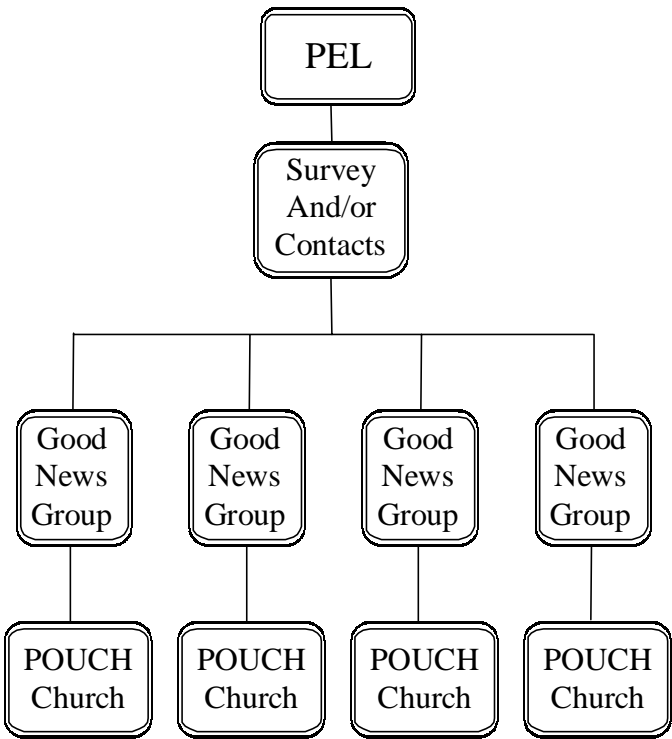 PEL
Survey
And/or
Contacts
Good
News
Group
Good
News
Group
Good
News
Group
Good
News
Group
POUCH
Church
POUCH
Church
POUCH
Church
POUCH
Church